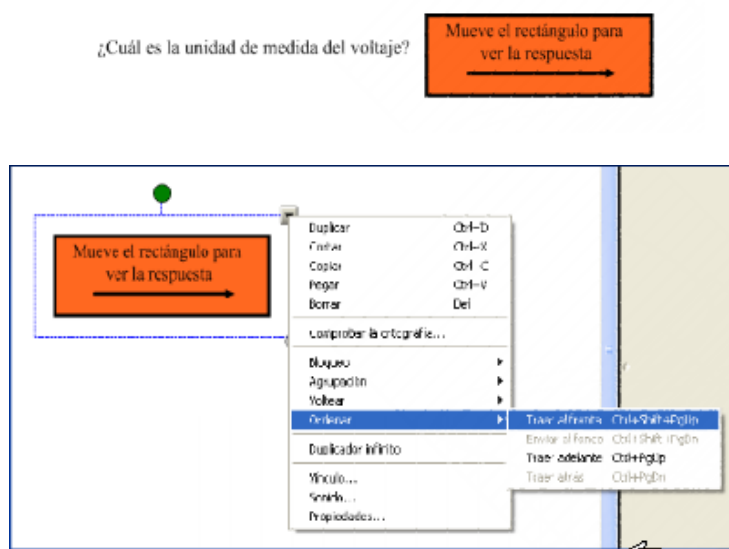 ¿Cuál es la unidad de medida del voltaje?
Mueve el rectángulo para
ver la respuesta
Mueve el rectángulo para
ver la respuesta
Duplicar Ctrl+D
Cortar Ctrl+X
Copiar Ctrl+C
Pegar Ctrl+V
Borrar Del
Comprobar la ortografía...
Bloqueo
Agrupación
Voltear
Ordenar
Traer al frente Ctrl+Shift+PgUp
Enviar al fondo Ctrl+Shift+PgDn
Traer adelante Ctrl+PgUp
Traer atrás Ctrl+PgDn
Duplicador infinito
Vínculo...
Sonido...
Propiedades...